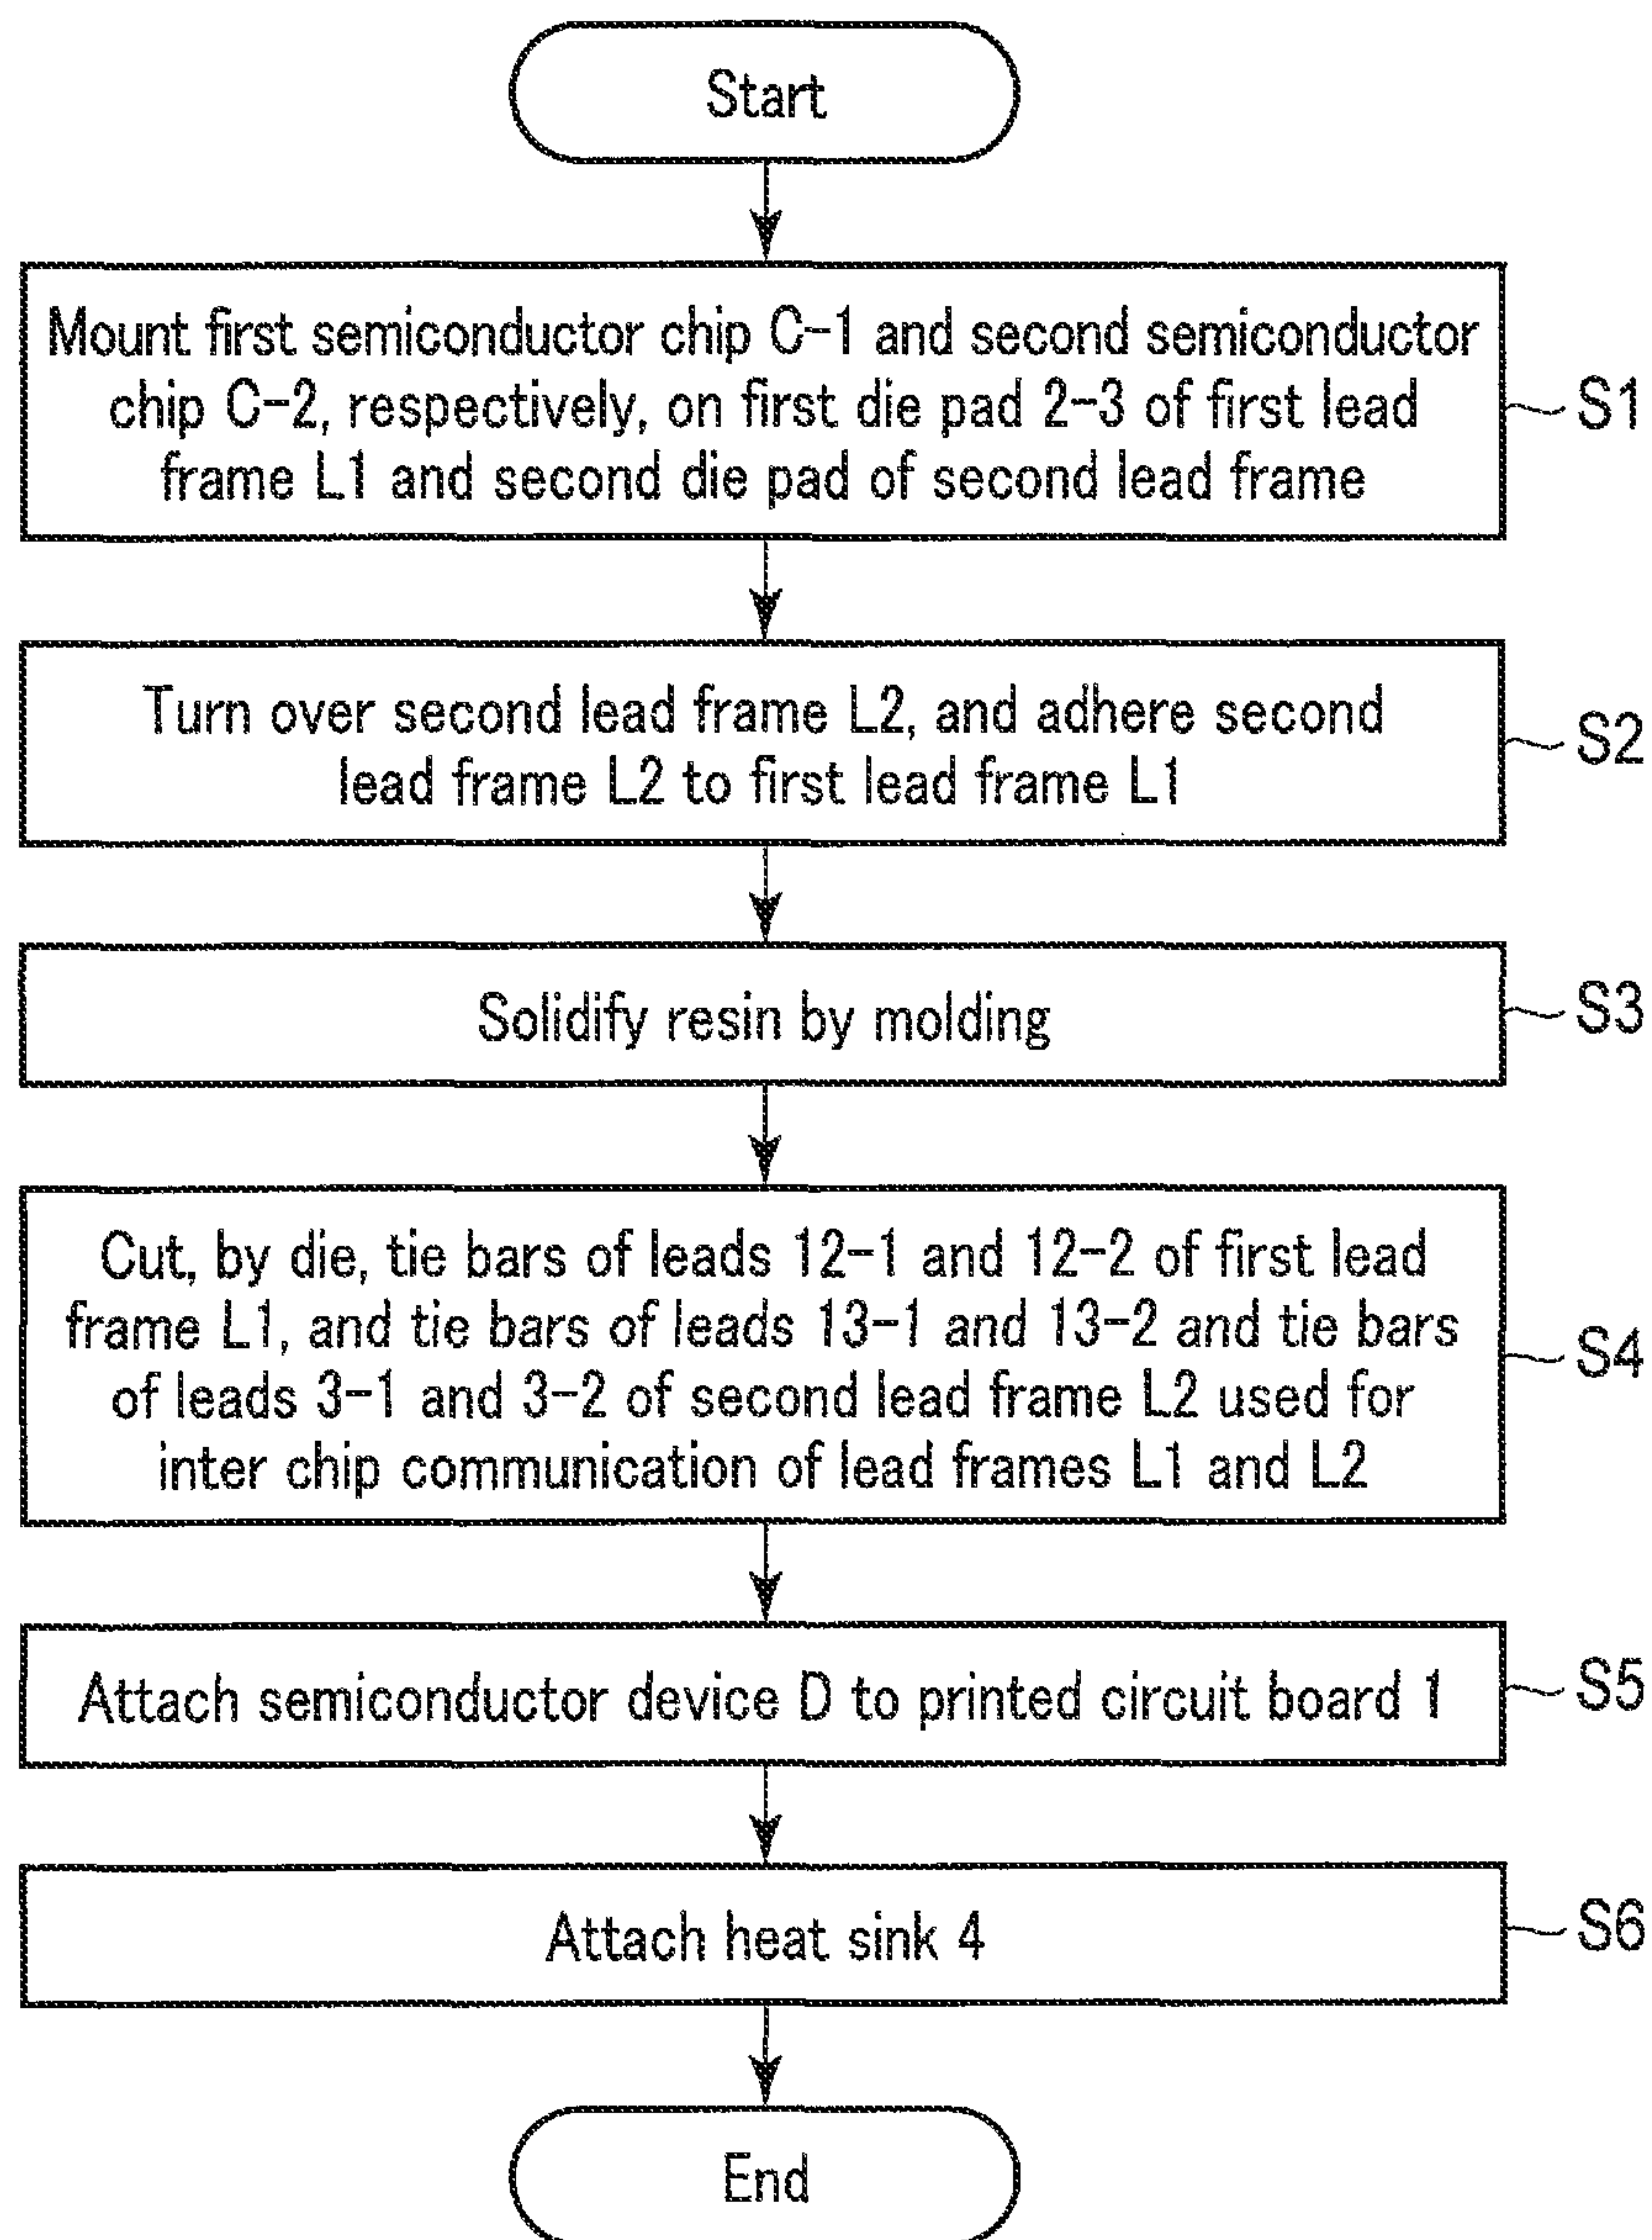 Start
Mount first semiconductor chip C-1 and second semiconductor
chip C-2, respectively, on first die pad 2-3 of first lead
frame L1 and second die pad of second lead frame
S1
Turn over second lead frame L2, and adhere second
lead frame L2 to first lead frame L1
S2
Solidify resin by molding
S3
Cut, by die, tie bars of leads 12-1 and 12-2 of first lead
frame L1, and tie bars of leads 13-1 and 13-2 and tie bars
of leads 3-1 and 3-2 of second lead frame L2 used for
inter chip communication of lead frames L1 and L2
S4
Attach semiconductor device D to printed circuit board 1
S5
Attach heat sink 4
S6
End